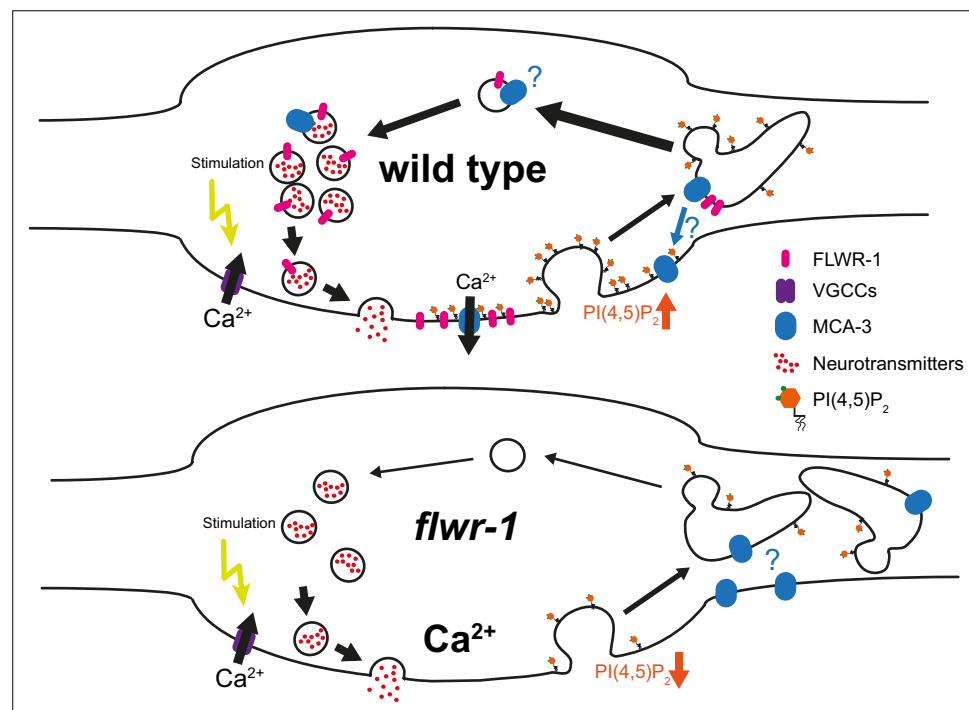 ?
wild type
Stimulation
?
Ca²⁺
Ca²⁺
PI(4,5)P₂
FLWR-1
VGCCs
MCA-3
Neurotransmitters
PI(4,5)P₂
flwr-1
Stimulation
?
Ca²⁺
Ca²⁺
PI(4,5)P₂